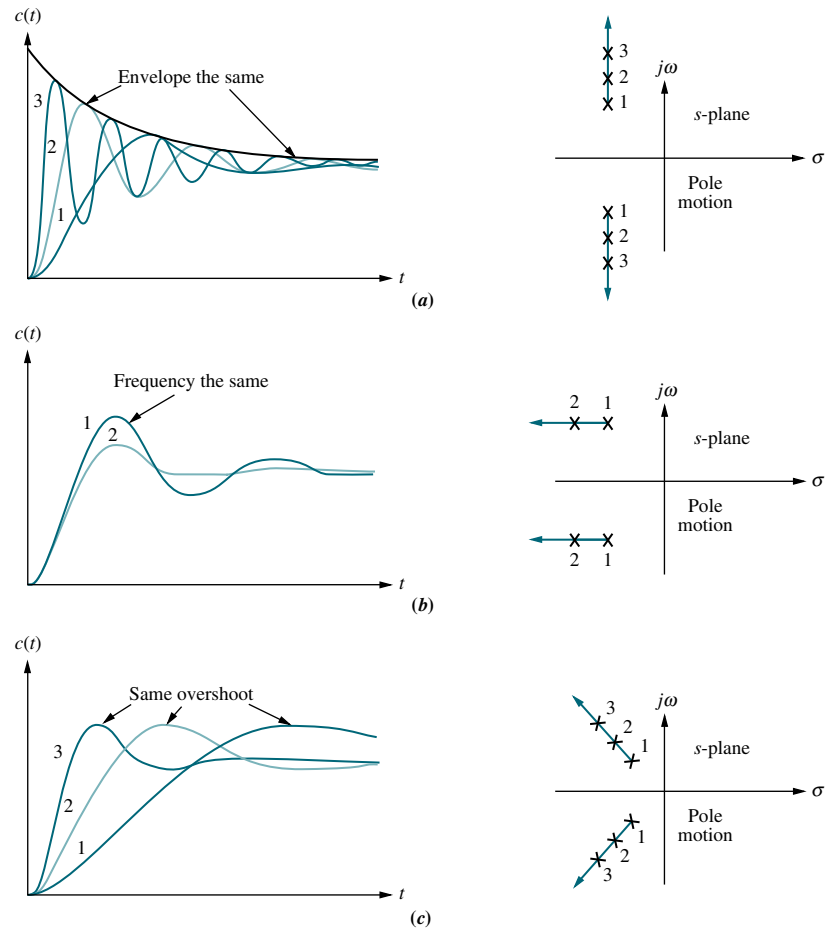 c(t)
Envelope the same
3
2
1
t
jω
3
2
1
s-plane
σ
Pole
motion
1
2
3
(a)
c(t)
Frequency the same
1
2
t
jω
2 1
s-plane
σ
Pole
motion
2 1
(b)
c(t)
Same overshoot
3
2
1
t
jω
3
2
1
s-plane
σ
Pole
motion
1
2
3
(c)